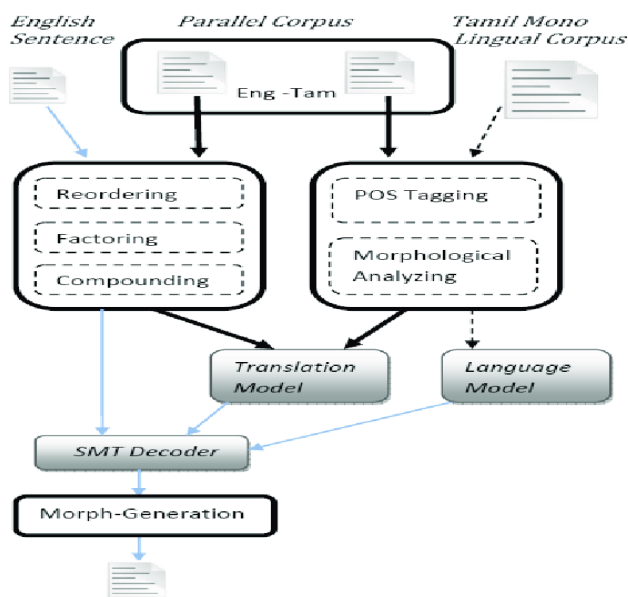 English
Sentence
Parallel Corpus
Tamil Mono
Lingual Corpus
Eng -Tam
Reordering
Factoring
Compounding
POS Tagging
Morphological
Analyzing
Translation
Model
Language
Model
SMT Decoder
Morph-Generation